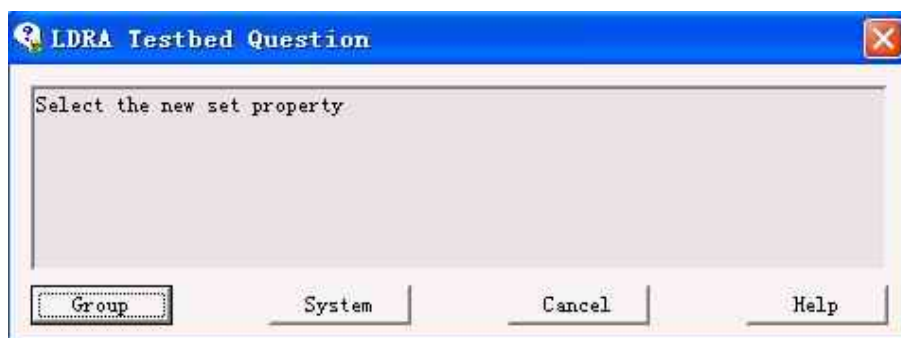 LDRA Testbed Question
Select the new set property
Group System Cancel Help